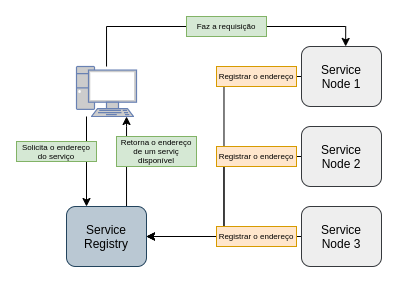 Faz a requisição
Service
Node 1
Registrar o endereço
Solicita o endereço
do serviço
Retorna o endereço
de um serviç
disponível
Registrar o endereço
Service
Node 2
Service
Registry
Registrar o endereço
Service
Node 3